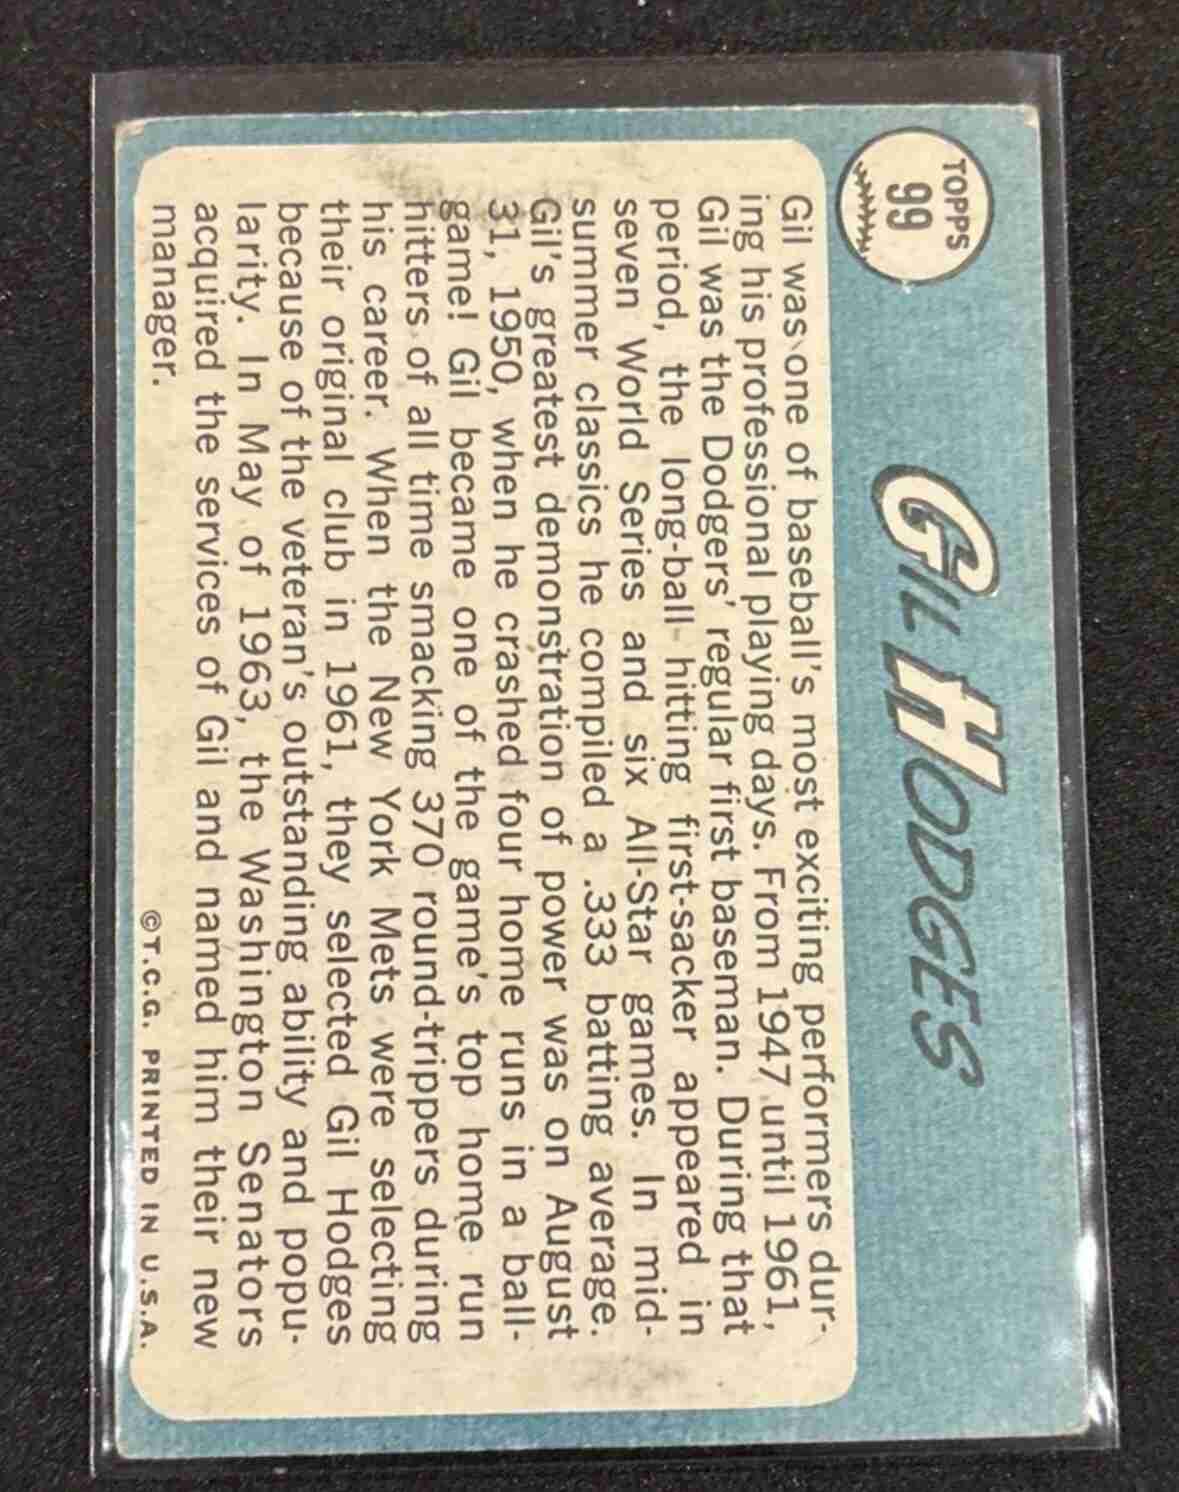 TOPPS
99
GIL HODGES
Gil was one of baseball's most exciting performers dur-
ing his professional playing days. From 1947 until 1961,
Gil was the Dodgers' regular first baseman. During that
period, the long-ball- hitting first-sacker appeared in
seven World Series and six All-Star games. In mid-
summer classics he compiled a .333 batting average.
Gil's greatest demonstration of power was on August
31, 1950, when he crashed four home runs in a ball-
game! Gil became one of the game's top home run
hitters of all time smacking 370 round-trippers during
his career. When the New York Mets were selecting
their original club in 1961, they selected Gil Hodges
because of the veteran's outstanding ability and popu-
larity. In May of 1963, the Washington Senators
acquired the services of Gil and named him their new
manager.
©T.C.G. PRINTED IN U.S.A.